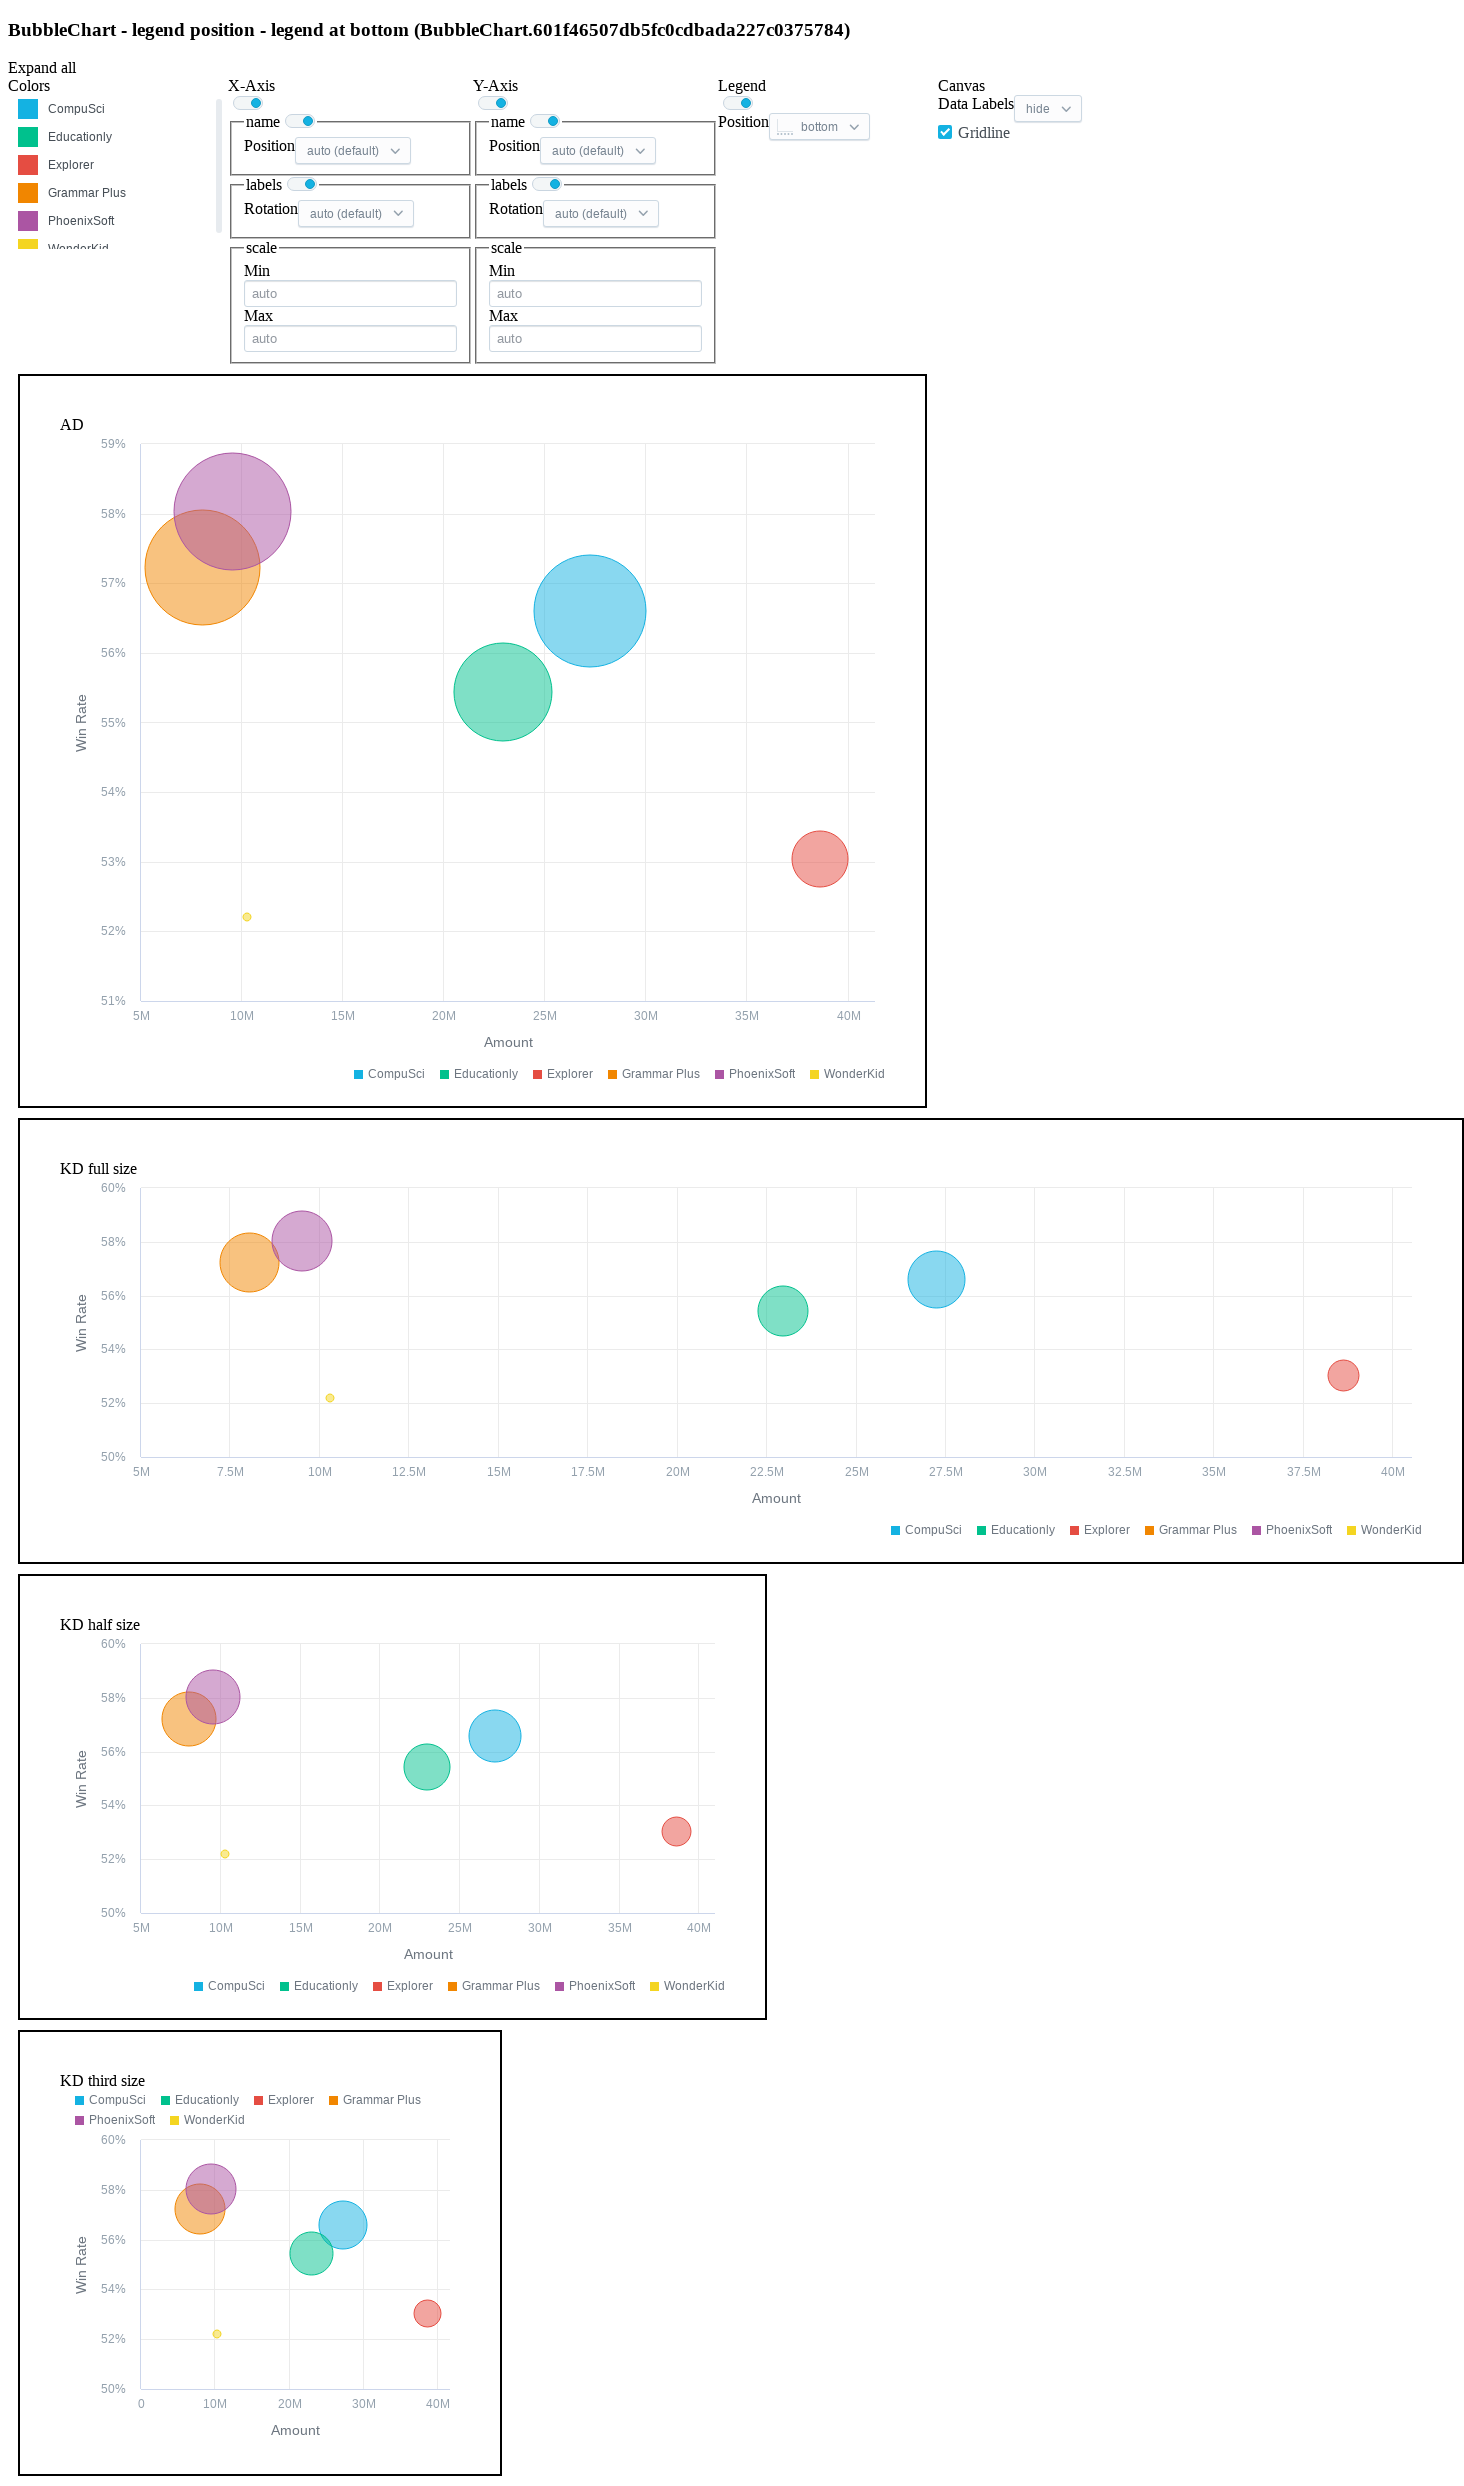 BubbleChart - legend position - legend at bottom (BubbleChart.601f46507db5fc0cdbada227c0375784)
Expand all
Colors
CompuSci
Educationly
Explorer
Grammar Plus
PhoenixSoft
WonderKid
X-Axis
name
Position auto (default)
labels
Rotation auto (default)
scale
Min
auto
Max
auto
Y-Axis
name
Position auto (default)
labels
Rotation auto (default)
scale
Min
auto
Max
auto
Legend
Position bottom
Canvas
Data Labels hide
Gridline
AD
59%
58%
57%
56%
55%
54%
53%
52%
51%
Win Rate
5M 10M 15M 20M 25M 30M 35M 40M
Amount
CompuSci Educationly Explorer Grammar Plus PhoenixSoft WonderKid
KD full size
60%
58%
56%
54%
52%
50%
Win Rate
5M 7.5M 10M 12.5M 15M 17.5M 20M 22.5M 25M 27.5M 30M 32.5M 35M 37.5M 40M
Amount
CompuSci Educationly Explorer Grammar Plus PhoenixSoft WonderKid
KD half size
60%
58%
56%
54%
52%
50%
Win Rate
5M 10M 15M 20M 25M 30M 35M 40M
Amount
CompuSci Educationly Explorer Grammar Plus PhoenixSoft WonderKid
KD third size
CompuSci Educationly Explorer Grammar Plus
PhoenixSoft WonderKid
60%
58%
56%
54%
52%
50%
Win Rate
0 10M 20M 30M 40M
Amount